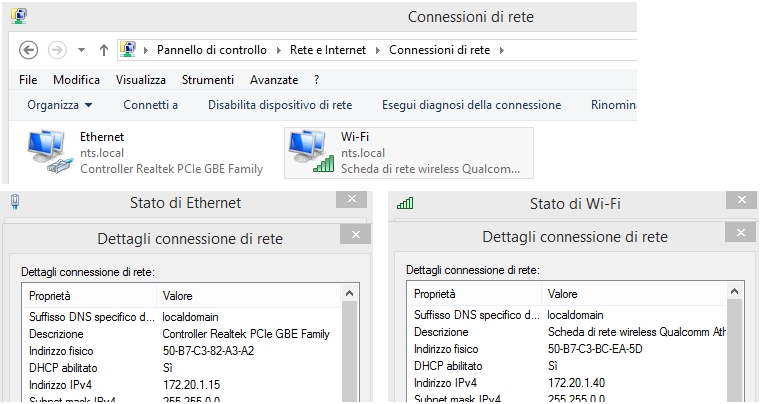 Connessioni di rete
Pannello di controllo Rete e Internet Connessioni di rete
File Modifica Visualizza Strumenti Avanzate ?
Organizza Connetti a Disabilita dispositivo di rete Esegui diagnosi della connessione Rinomin
Ethernet
nts.local
Controller Realtek PCIe GBE Family
Wi-Fi
nts.local
Scheda di rete wireless Qualcom...
Stato di Ethernet
Dettagli connessione di rete
Dettagli connessione di rete:
Proprietà Valore
Suffisso DNS specifico d... localdomain
Descrizione Controller Realtek PCIe GBE Family
Indirizzo fisico 50-B7-C3-82-A3-A2
DHCP abilitato Sì
Indirizzo IPv4 172.20.1.15
Subnet mask IPv4 255.255.0.0
Stato di Wi-Fi
Dettagli connessione di rete
Dettagli connessione di rete:
Proprietà Valore
Suffisso DNS specifico d... localdomain
Descrizione Scheda di rete wireless Qualcomm Ath
Indirizzo fisico 50-B7-C3-BC-EA-5D
DHCP abilitato Sì
Indirizzo IPv4 172.20.1.40
Subnet mask IPv4 255.255.0.0